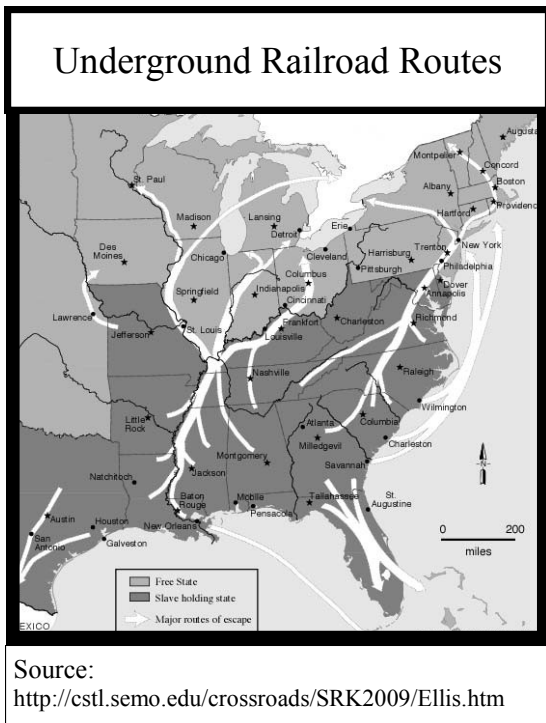 Underground Railroad Routes
Augusta
Montpelier
Concord
St. Paul
Boston
Albany
Providence
Madison
Lansing
Hartford
Detroit
Erie
New York
Des
Moines
Chicago
Cleveland
Harrisburg
Trenton
Pittsburgh
Philadelphia
Columbus
Dover
Springfield
Indianapolis
Annapolis
Cincinnati
Lawrence
St. Louis
Frankfort
Charleston
Richmond
Jefferson
Louisville
Nashville
Raleigh
Little
Rock
Wilmington
Atlanta
Columbia
Milledgevil
Charleston
Montgomery
Natchitoch
Jackson
Savannah
Baton
Rouge
Mobile
Tallahassee
St.
Augustine
Austin
Houston
Pensacola
New Orleans
San
Antonio
Galveston
N
0 200
miles
Free State
Slave holding state
Major routes of escape
EXICO
Source:
http://cstl.semo.edu/crossroads/SRK2009/Ellis.htm